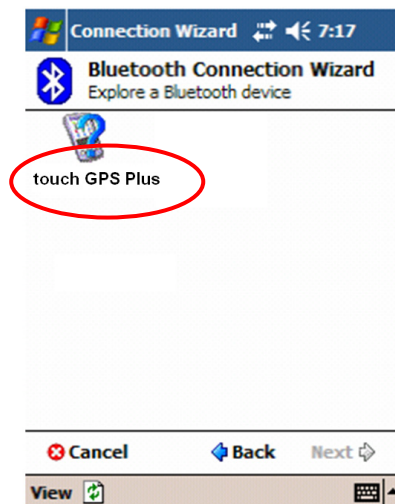 Connection Wizard 7:17
Bluetooth Connection Wizard
Explore a Bluetooth device
touch GPS Plus
Cancel Back Next
View